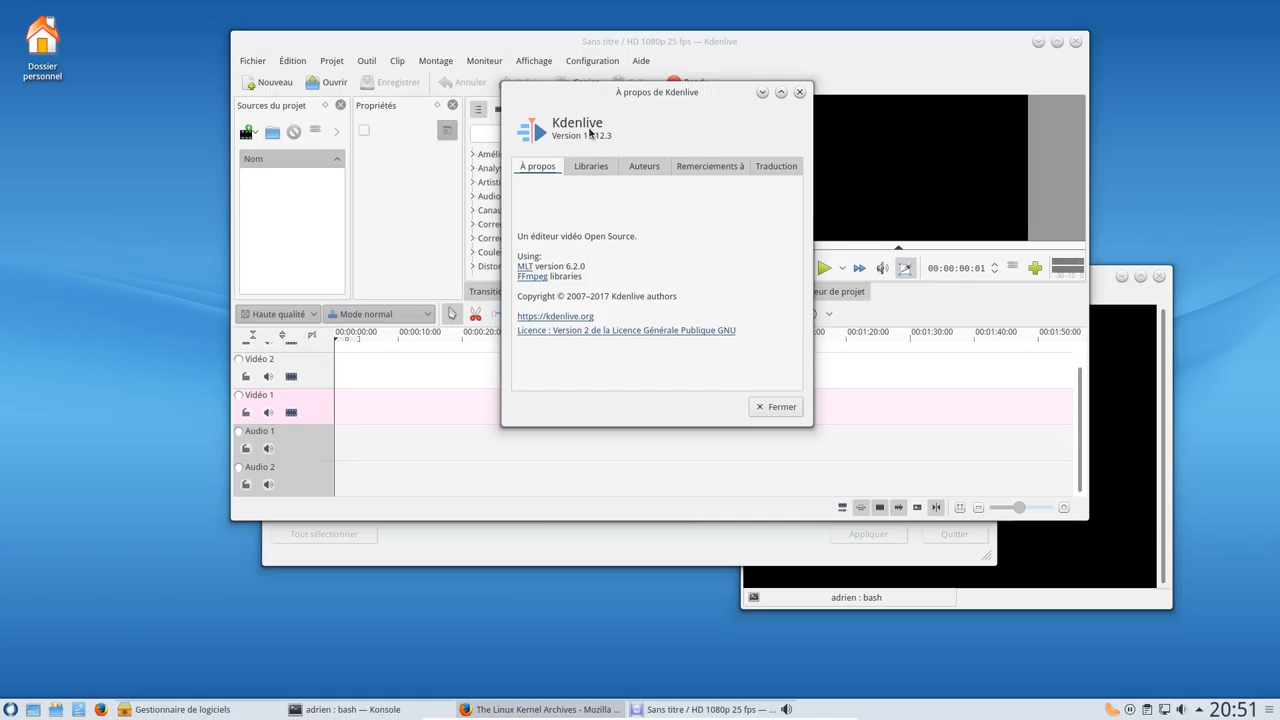 Dossier
personnel
Sans titre / HD 1080p 25 fps — Kdenlive
Fichier Édition Projet Outil Clip Montage Moniteur Affichage Configuration Aide
Nouveau Ouvrir Enregistrer Annuler
Sources du projet Propriétés
Nom
Haute qualité Mode normal
À propos de Kdenlive
Kdenlive
À propos Libraries Auteurs Remerciements à Traduction
Un éditeur vidéo Open Source.
Using:
MLT version 6.2.0
FFmpeg libraries
Copyright © 2007-2017 Kdenlive authors
https://kdenlive.org
Licence : Version 2 de la Licence Générale Publique GNU
Fermer
00:00:00:01
-30 -10 0
00:00:00:00 00:00:10:00 00:01:20:00 00:01:30:00 00:01:40:00 00:01:50:00
Vidéo 2
Vidéo 1
Audio 1
Audio 2
Tout sélectionner Appliquer Quitter
adrien : bash
Gestionnaire de logiciels adrien : bash — Konsole The Linux Kernel Archives - Mozilla ... Sans titre / HD 1080p 25 fps — ... 20:51